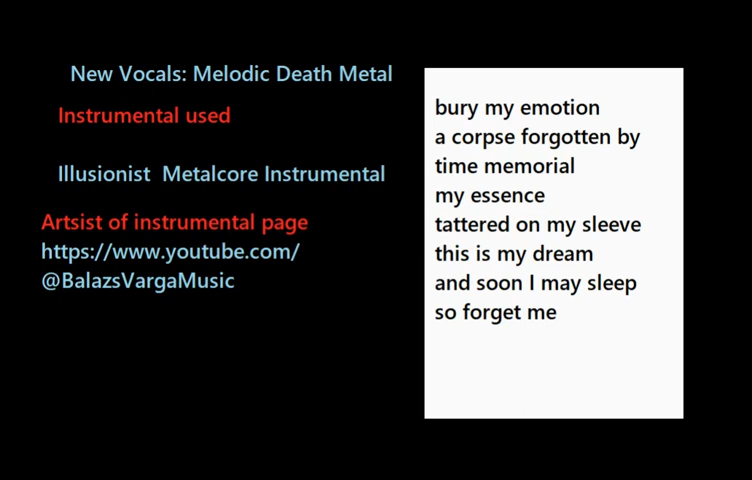 New Vocals: Melodic Death Metal
Instrumental used
Illusionist  Metalcore Instrumental
Artsist of instrumental page
https://www.youtube.com/
@BalazsVargaMusic
bury my emotion
a corpse forgotten by
time memorial
my essence
tattered on my sleeve
this is my dream
and soon I may sleep
so forget me